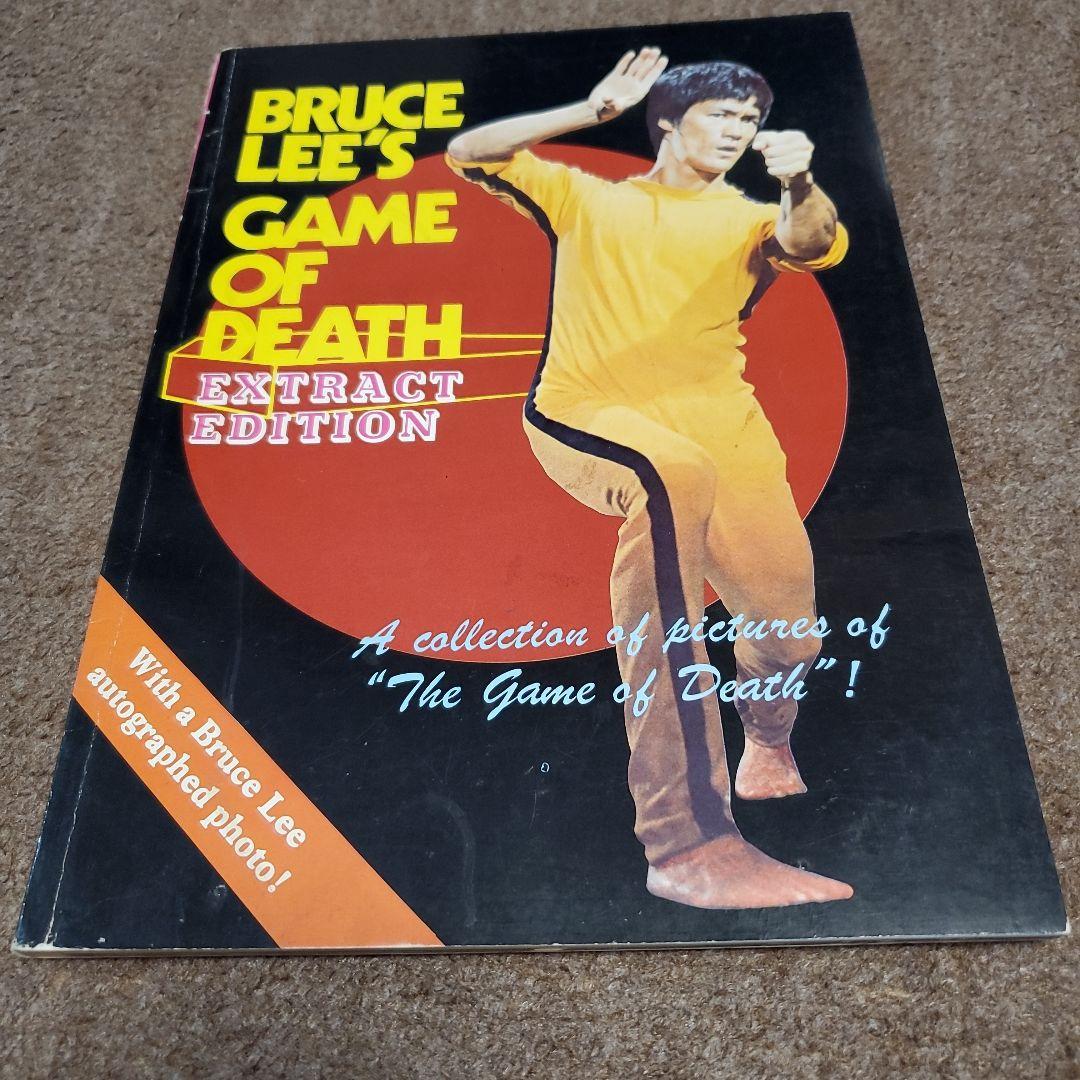 BRUCE
LEE'S
GAME
OF
DEATH
EXTRACT
EDITION
A collection of pictures of
"The Game of Death"!
With a Bruce Lee
autographed photo!